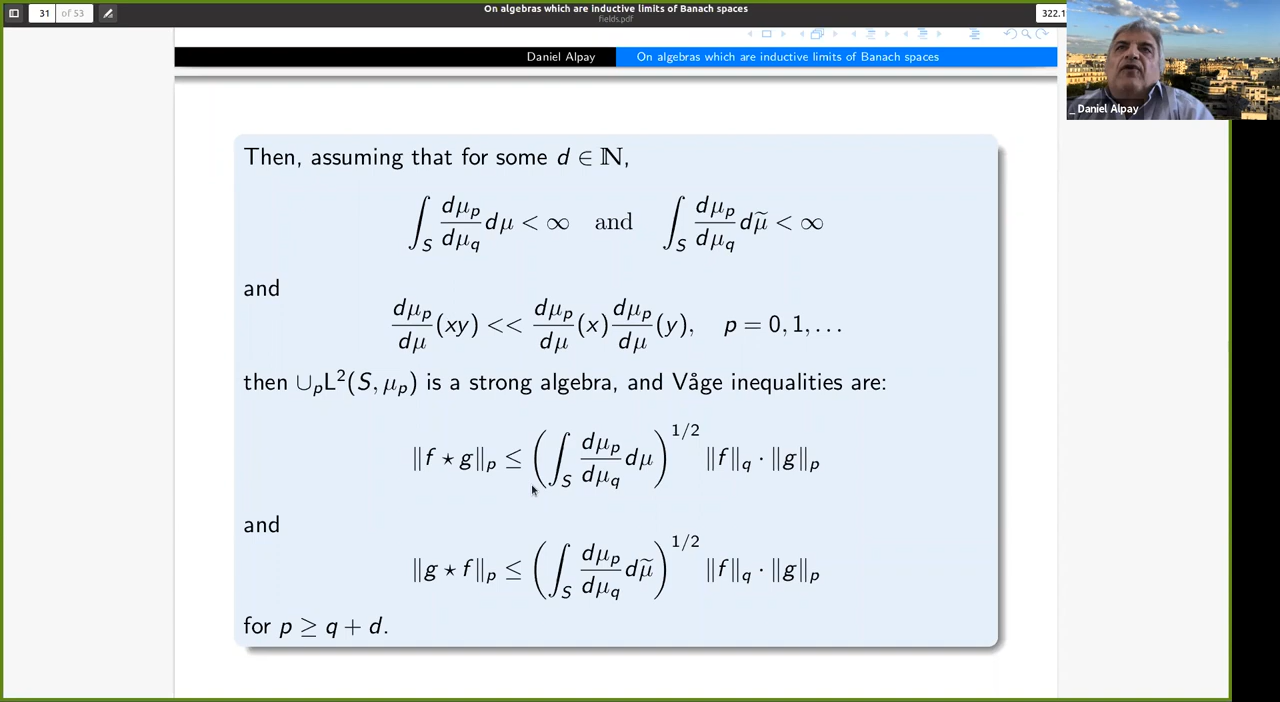 31 of 53
On algebras which are inductive limits of Banach spaces
fields.pdf
322.1
Daniel Alpay On algebras which are inductive limits of Banach spaces
_ Daniel Alpay
Then, assuming that for some d ∈ ℕ,
∫_S dμ_p/dμ_q dμ < ∞ and ∫_S dμ_p/dμ_q dμ̃ < ∞
and
dμ_p/dμ (xy) << dμ_p/dμ (x) dμ_p/dμ (y), p = 0, 1, . . .
then ∪_p L²(S, μ_p) is a strong algebra, and Våge inequalities are:
‖f ⋆ g‖_p ≤ (∫_S dμ_p/dμ_q dμ)^{1/2} ‖f‖_q · ‖g‖_p
and
‖g ⋆ f‖_p ≤ (∫_S dμ_p/dμ_q dμ̃)^{1/2} ‖f‖_q · ‖g‖_p
for p ≥ q + d.